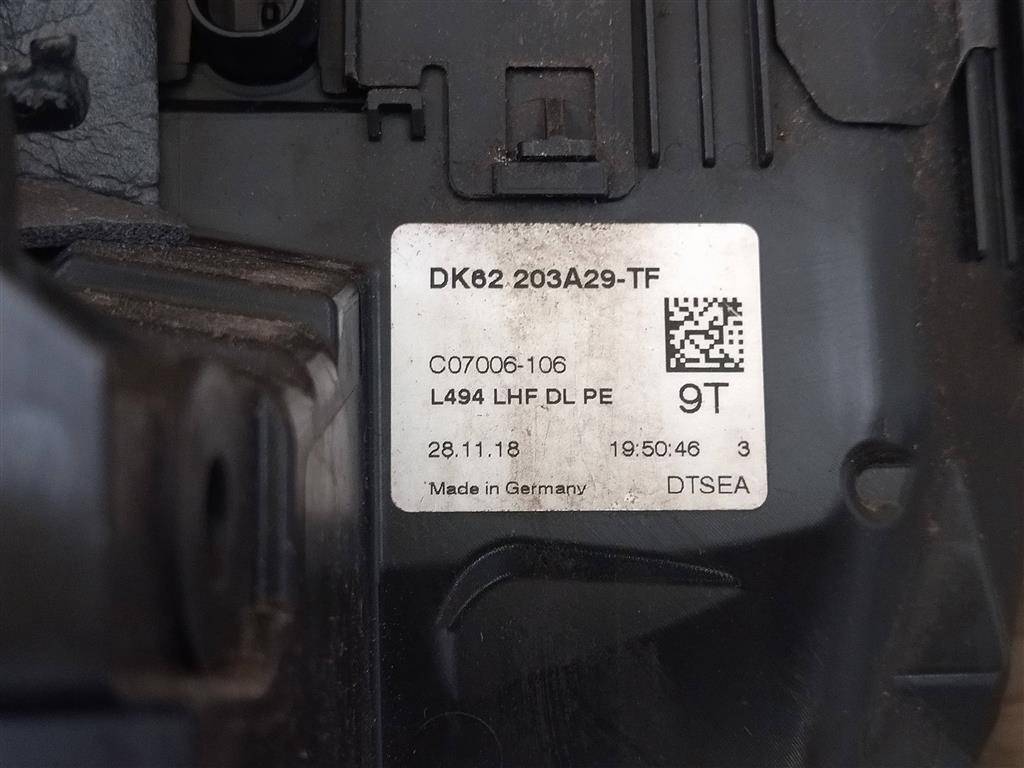 DK62 203A29-TF
C07006-106
L494 LHF DL PE
9T
28.11.18 19:50:46 3
Made in Germany DTSEA